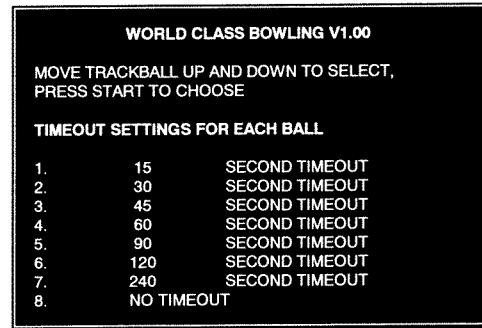 WORLD CLASS BOWLING V1.00
MOVE TRACKBALL UP AND DOWN TO SELECT,
PRESS START TO CHOOSE
TIMEOUT SETTINGS FOR EACH BALL
1. 15 SECOND TIMEOUT
2. 30 SECOND TIMEOUT
3. 45 SECOND TIMEOUT
4. 60 SECOND TIMEOUT
5. 90 SECOND TIMEOUT
6. 120 SECOND TIMEOUT
7. 240 SECOND TIMEOUT
8. NO TIMEOUT